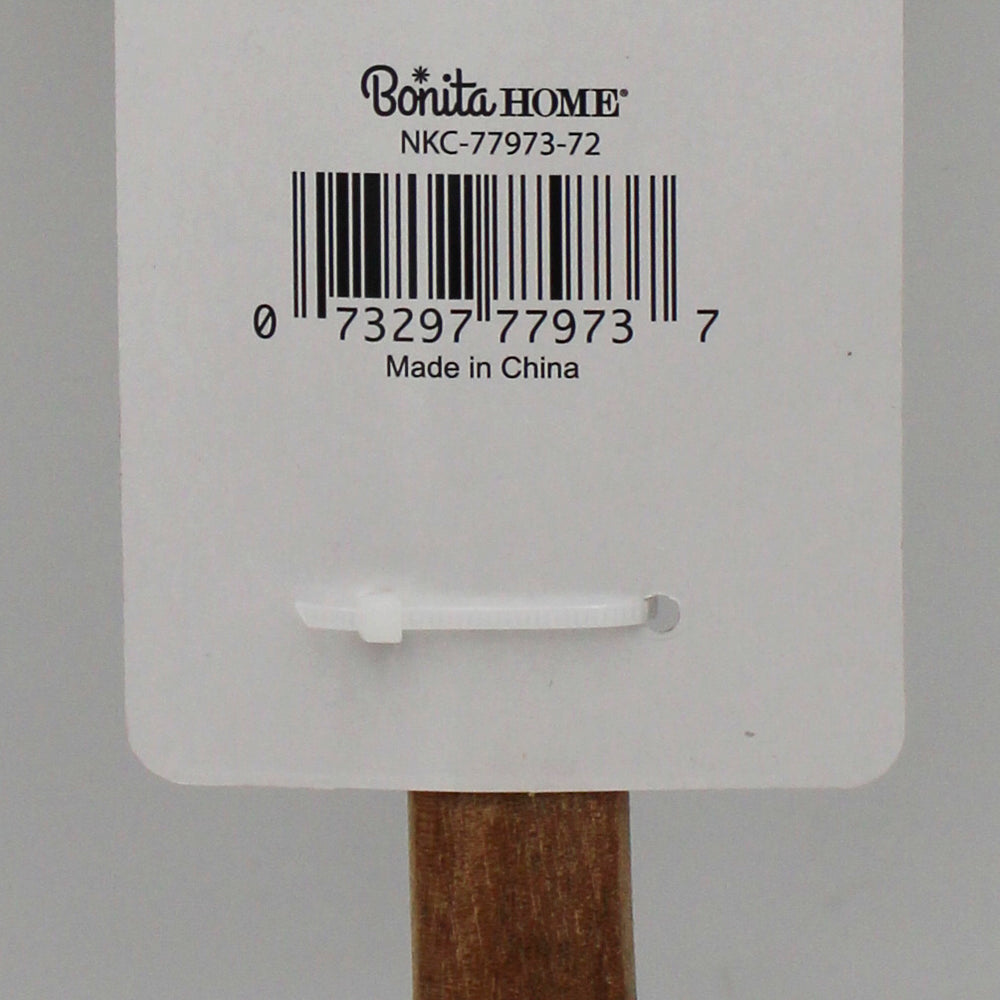 Bonita HOME®
NKC-77973-72
0 73297 77973 7
Made in China